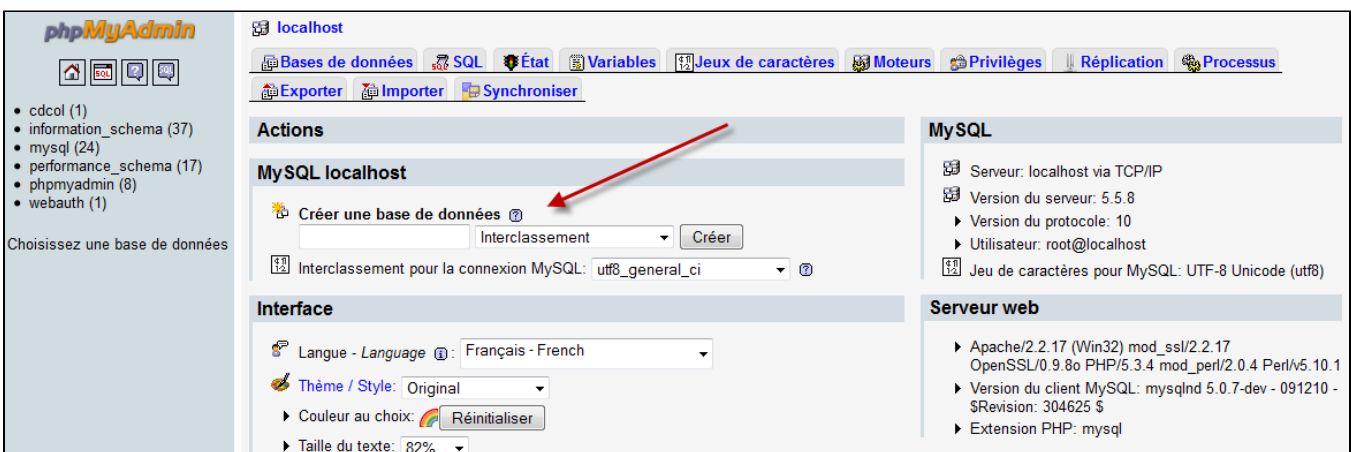 phpMyAdmin
SQL
SQL
cdcol (1)
information_schema (37)
mysql (24)
performance_schema (17)
phpmyadmin (8)
webauth (1)
Choisissez une base de données
localhost
Bases de données SQL État Variables Jeux de caractères Moteurs Privilèges Réplication Processus
Exporter Importer Synchroniser
Actions
MySQL localhost
Créer une base de données
Interclassement Créer
Interclassement pour la connexion MySQL: utf8_general_ci
Interface
Langue - Language : Français - French
Thème / Style: Original
Couleur au choix: Réinitialiser
Taille du texte: 82%
MySQL
Serveur: localhost via TCP/IP
Version du serveur: 5.5.8
Version du protocole: 10
Utilisateur: root@localhost
Jeu de caractères pour MySQL: UTF-8 Unicode (utf8)
Serveur web
Apache/2.2.17 (Win32) mod_ssl/2.2.17
OpenSSL/0.9.8o PHP/5.3.4 mod_perl/2.0.4 Perl/v5.10.1
Version du client MySQL: mysqlnd 5.0.7-dev - 091210 -
$Revision: 304625 $
Extension PHP: mysql